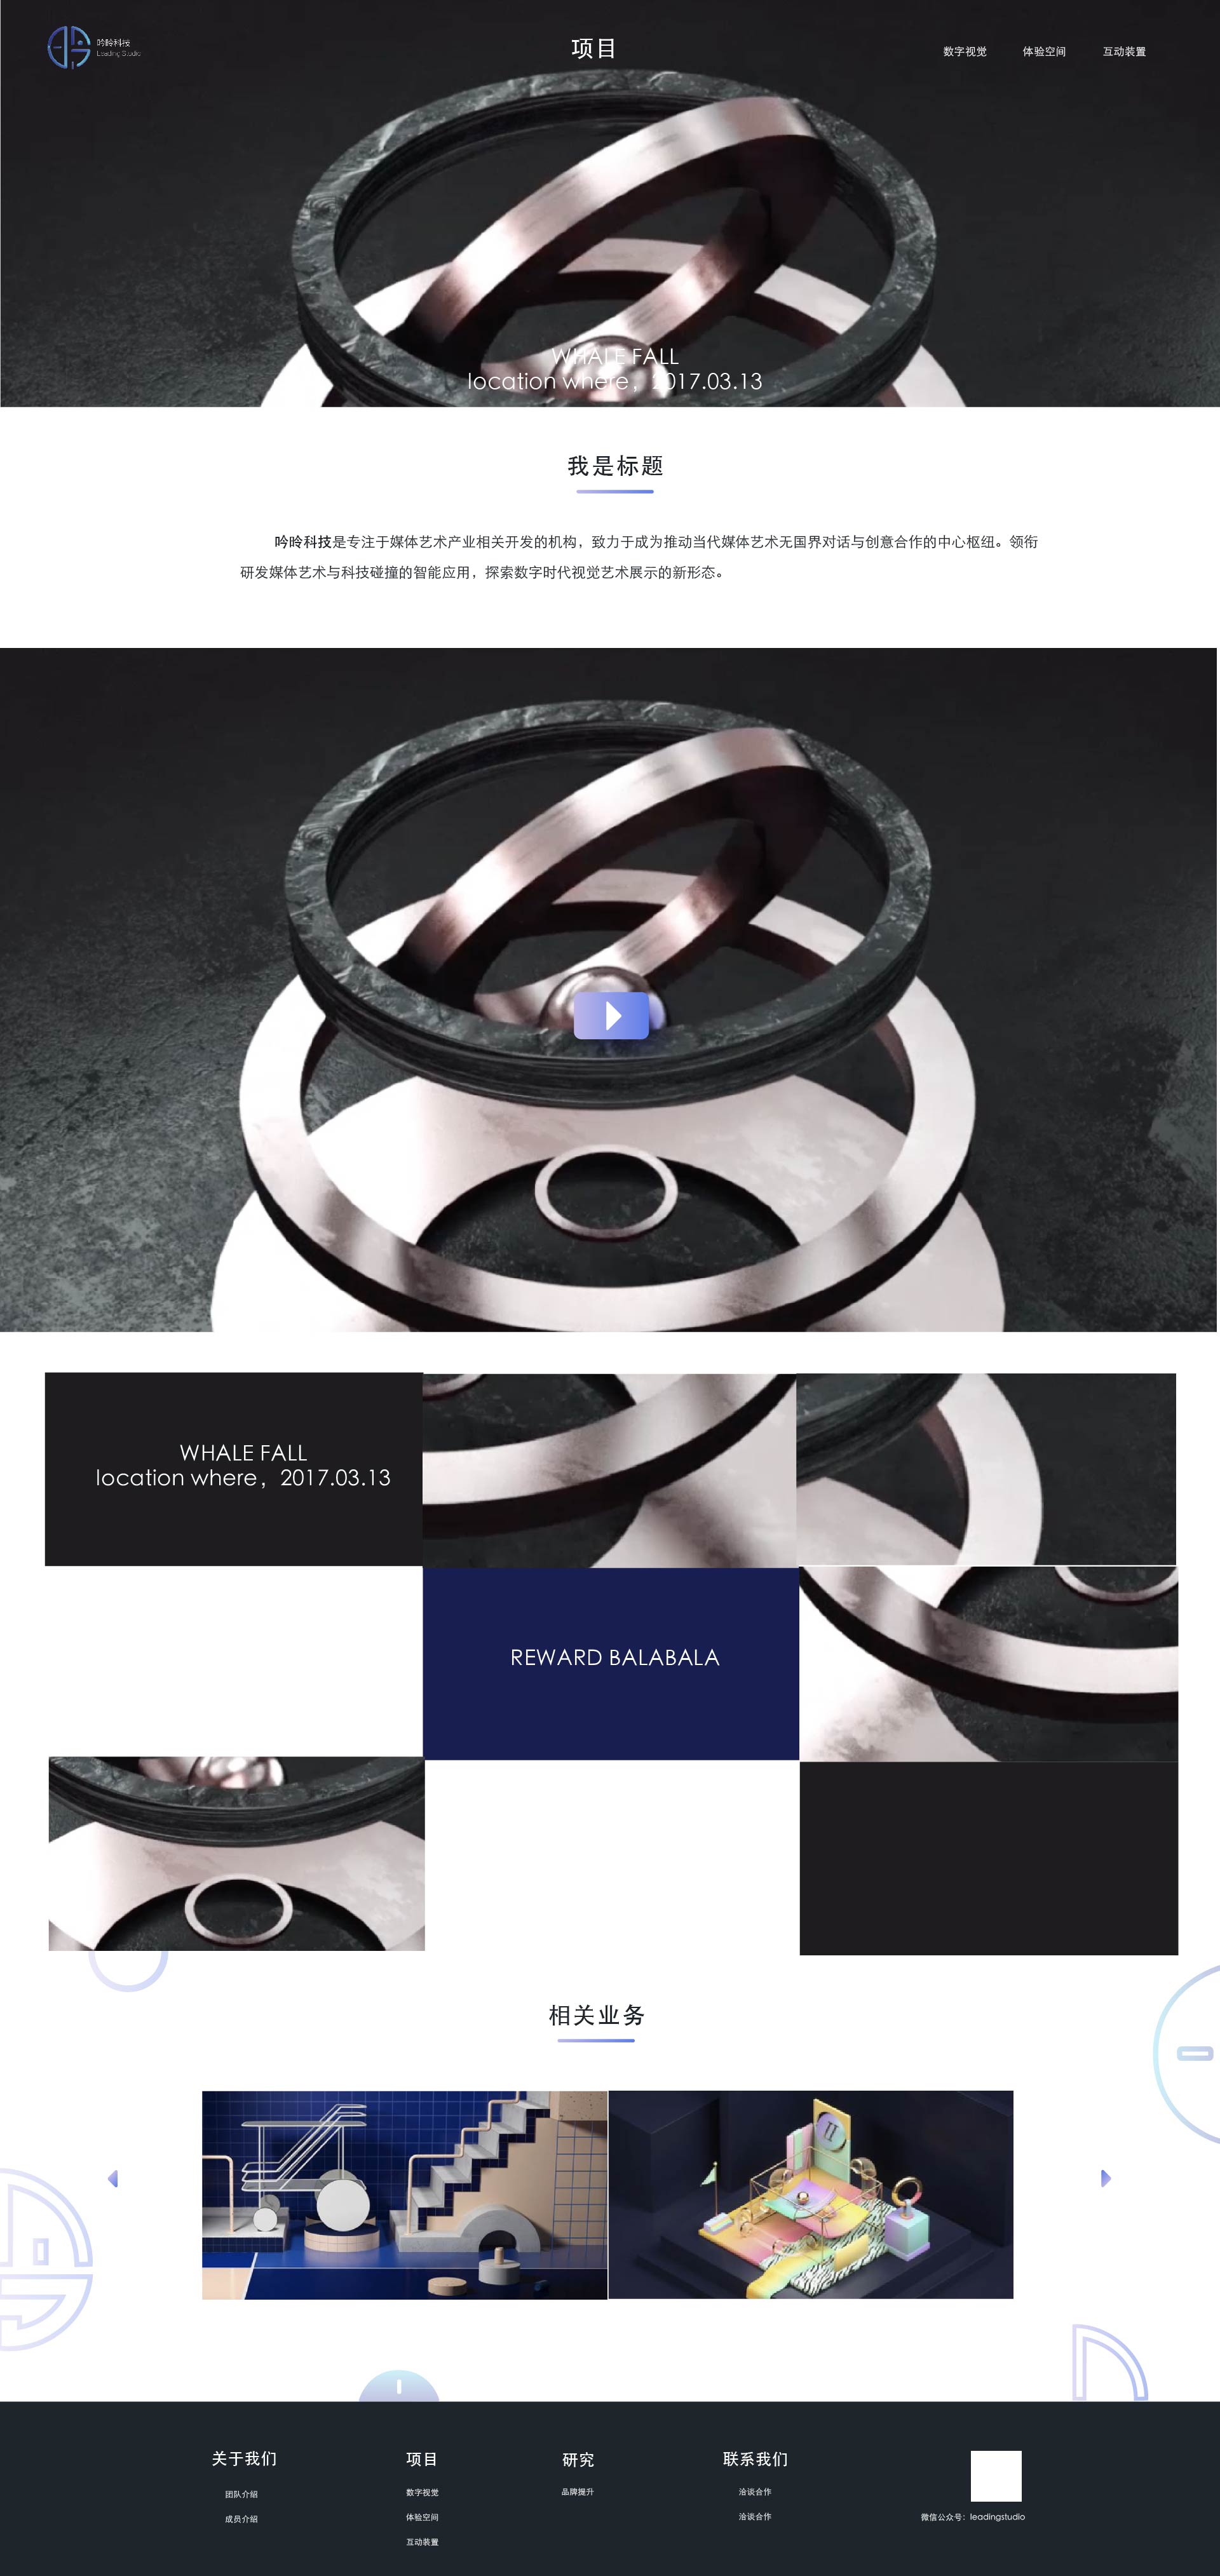 吟昤科技
Leading Studio
项目
数字视觉
体验空间
互动装置
WHALE FALL
location where，2017.03.13
我是标题
吟昤科技是专注于媒体艺术产业相关开发的机构，致力于成为推动当代媒体艺术无国界对话与创意合作的中心枢纽。领衔
研发媒体艺术与科技碰撞的智能应用，探索数字时代视觉艺术展示的新形态。
WHALE FALL
location where，2017.03.13
REWARD BALABALA
相关业务
关于我们
团队介绍
成员介绍
项目
数字视觉
体验空间
互动装置
研究
品牌提升
联系我们
洽谈合作
洽谈合作
微信公众号：leadingstudio